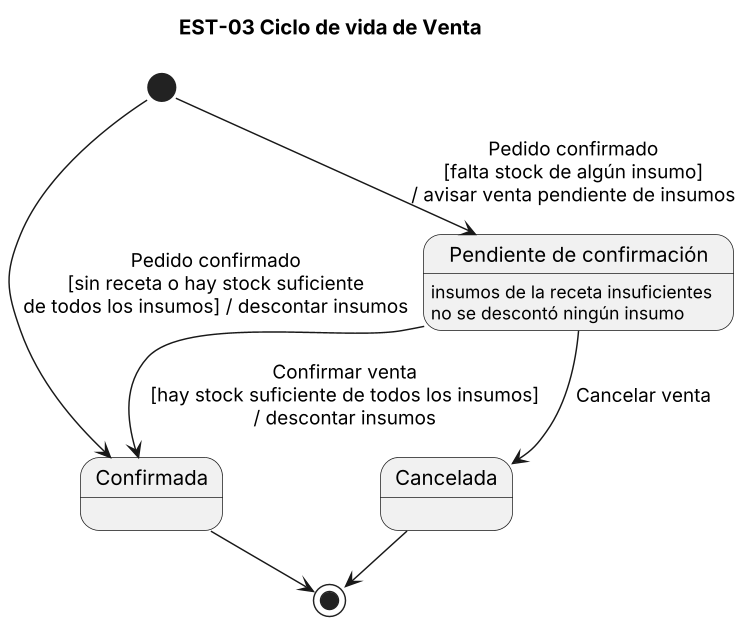 EST-03 Ciclo de vida de Venta
Pedido confirmado
[falta stock de algún insumo]
/ avisar venta pendiente de insumos
Pendiente de confirmación
insumos de la receta insuficientes
no se descontó ningún insumo
Pedido confirmado
[sin receta o hay stock suficiente
de todos los insumos] / descontar insumos
Confirmar venta
[hay stock suficiente de todos los insumos]
/ descontar insumos
Cancelar venta
Confirmada
Cancelada